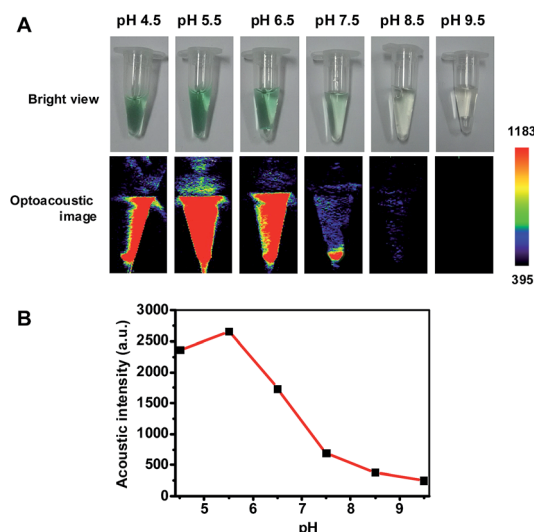 A
pH 4.5 pH 5.5 pH 6.5 pH 7.5 pH 8.5 pH 9.5
Bright view
Optoacoustic
image
1183
395
B
Acoustic intensity (a.u.)
3000
2500
2000
1500
1000
500
0
5 6 7 8 9
pH